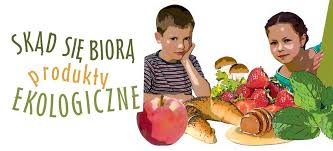 SKĄD SIĘ BIORĄ
produkty
EKOLOGICZNE